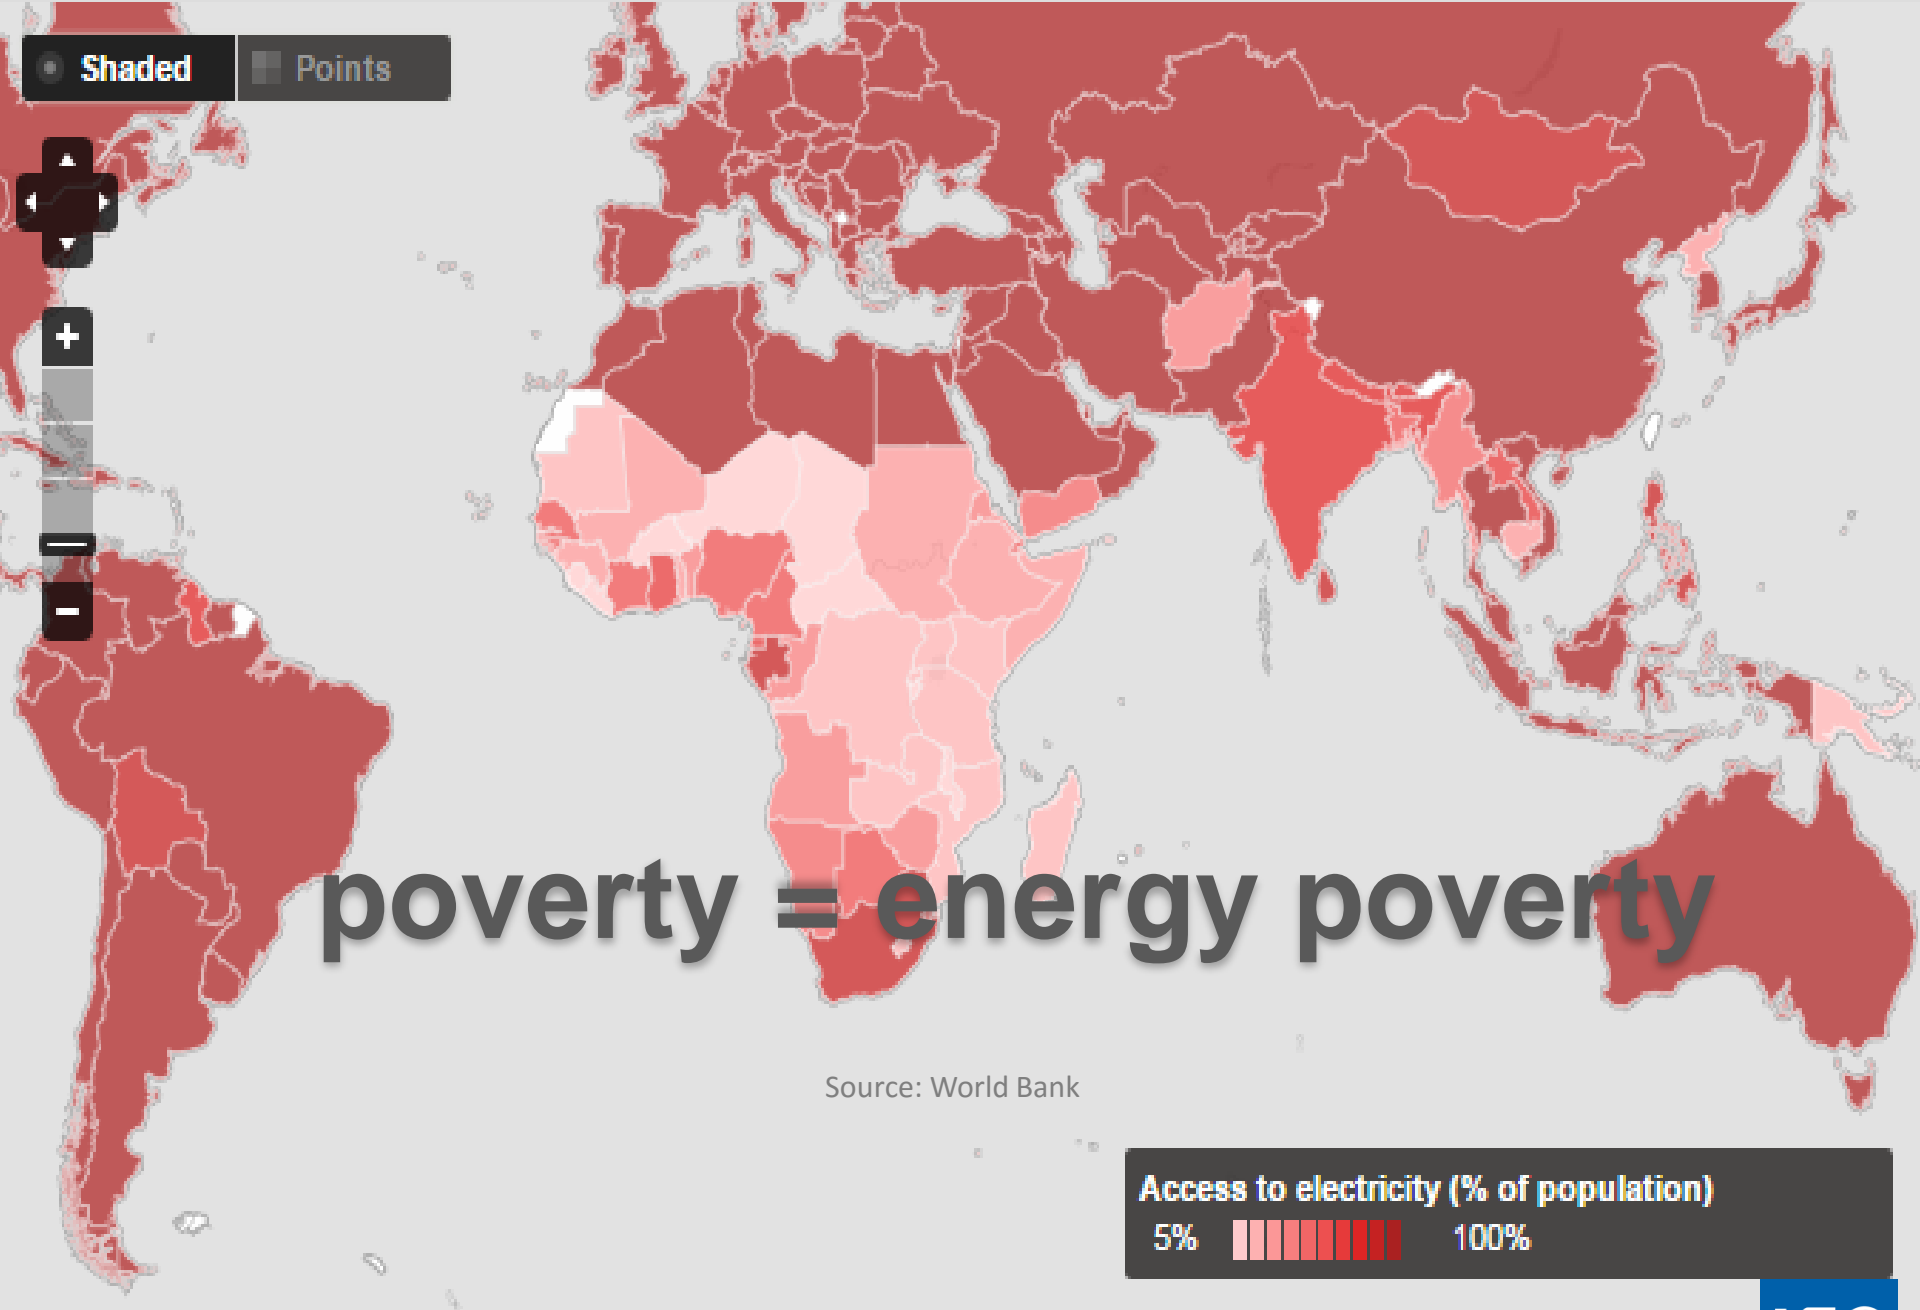 Shaded
Points
+
−
poverty = energy poverty
Source: World Bank
Access to electricity (% of population)
5% 100%